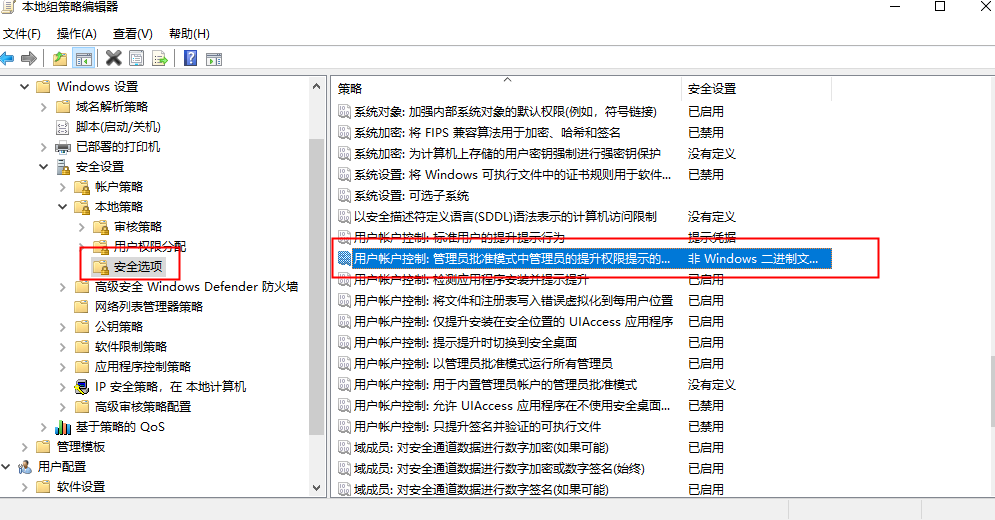 本地组策略编辑器
文件(F) 操作(A) 查看(V) 帮助(H)
Windows 设置
域名解析策略
脚本(启动/关机)
已部署的打印机
安全设置
帐户策略
本地策略
审核策略
用户权限分配
安全选项
高级安全 Windows Defender 防火墙
网络列表管理器策略
公钥策略
软件限制策略
应用程序控制策略
IP 安全策略，在 本地计算机
高级审核策略配置
基于策略的 QoS
管理模板
用户配置
软件设置
策略 安全设置
系统对象: 加强内部系统对象的默认权限(例如，符号链接) 已启用
系统加密: 将 FIPS 兼容算法用于加密、哈希和签名 已禁用
系统加密: 为计算机上存储的用户密钥强制进行强密钥保护 没有定义
系统设置: 将 Windows 可执行文件中的证书规则用于软件... 已禁用
系统设置: 可选子系统
以安全描述符定义语言(SDDL)语法表示的计算机访问限制 没有定义
用户帐户控制: 标准用户的提升提示行为 提示凭据
用户帐户控制: 管理员批准模式中管理员的提升权限提示的... 非 Windows 二进制文...
用户帐户控制: 检测应用程序安装并提示提升 已启用
用户帐户控制: 将文件和注册表写入错误虚拟化到每用户位置 已启用
用户帐户控制: 仅提升安装在安全位置的 UIAccess 应用程序 已启用
用户帐户控制: 提示提升时切换到安全桌面 已启用
用户帐户控制: 以管理员批准模式运行所有管理员 已启用
用户帐户控制: 用于内置管理员帐户的管理员批准模式 没有定义
用户帐户控制: 允许 UIAccess 应用程序在不使用安全桌面... 已禁用
用户帐户控制: 只提升签名并验证的可执行文件 已禁用
域成员: 对安全通道数据进行数字加密(如果可能) 已启用
域成员: 对安全通道数据进行数字加密或数字签名(始终) 已启用
域成员: 对安全通道数据进行数字签名(如果可能) 已启用